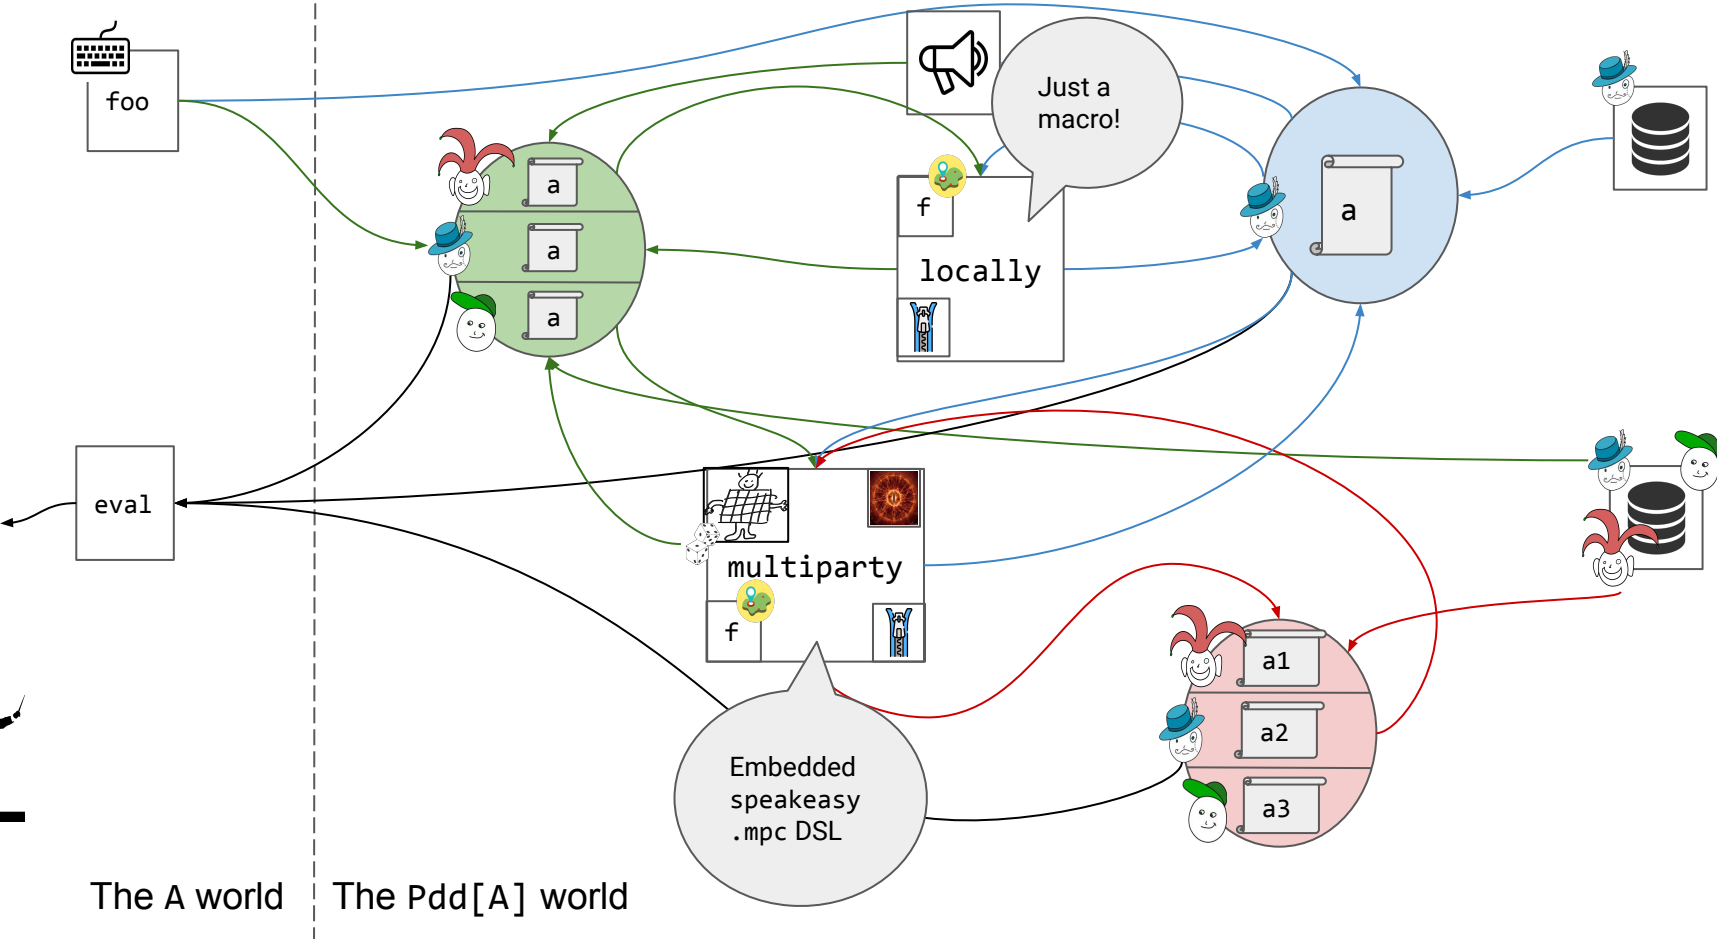 foo
Just a
macro!
a
a
a
f
locally
a
eval
multiparty
f
a1
a2
a3
Embedded
speakeasy
.mpc DSL
The A world
The Pdd[A] world